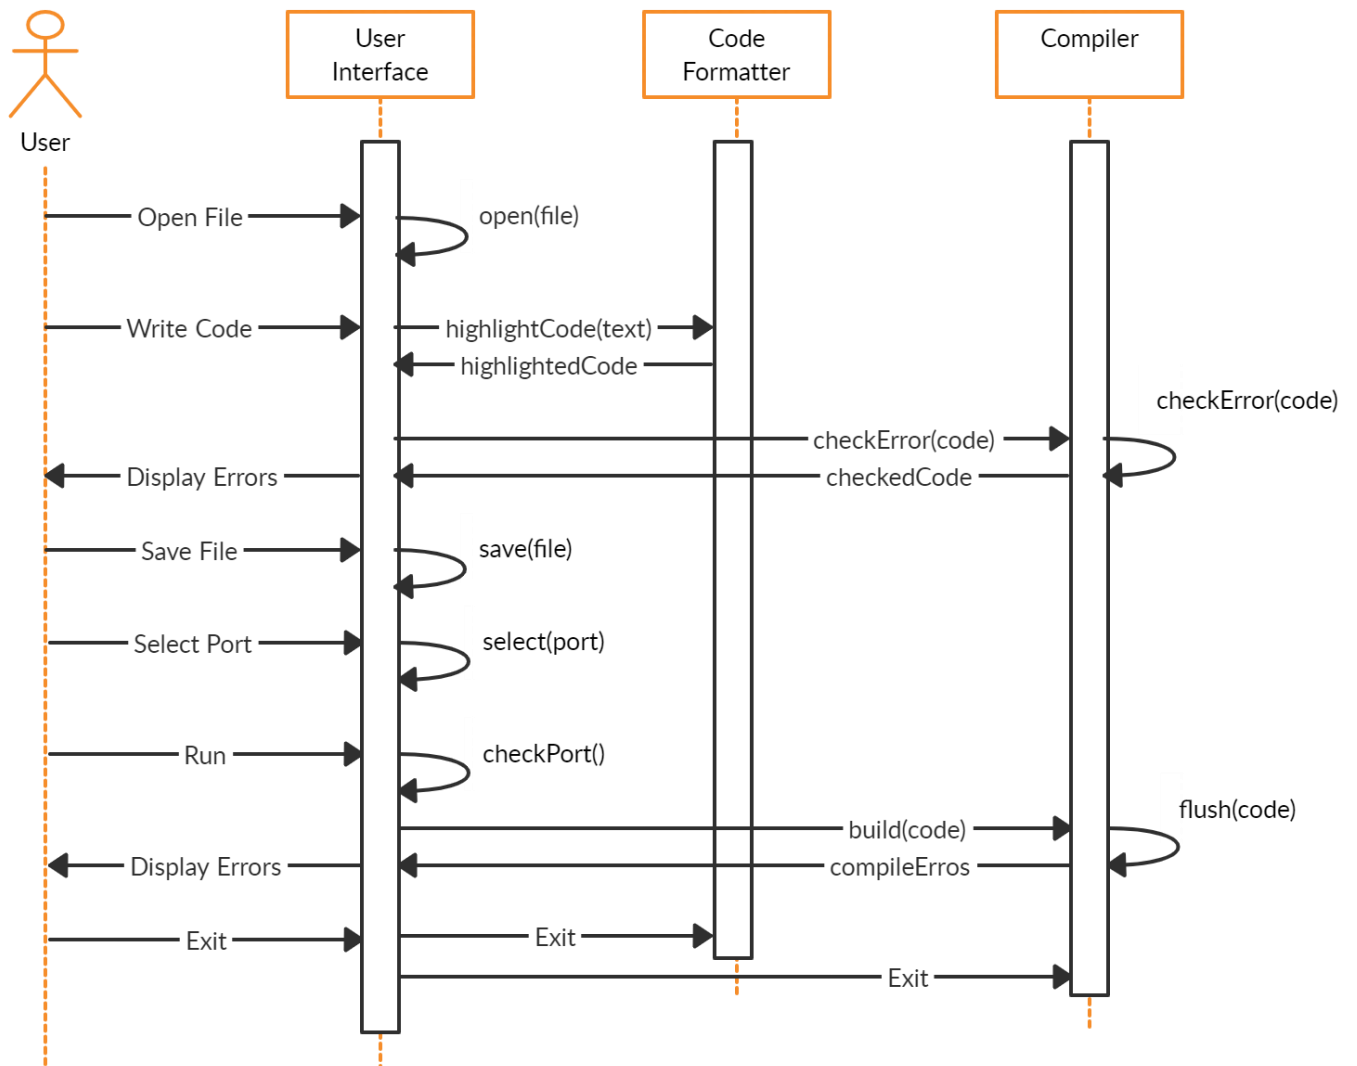 User
Interface
Code
Formatter
Compiler
User
Open File
open(file)
Write Code
highlightCode(text)
highlightedCode
checkError(code)
checkError(code)
Display Errors
checkedCode
Save File
save(file)
Select Port
select(port)
Run
checkPort()
flush(code)
build(code)
Display Errors
compileErros
Exit
Exit
Exit